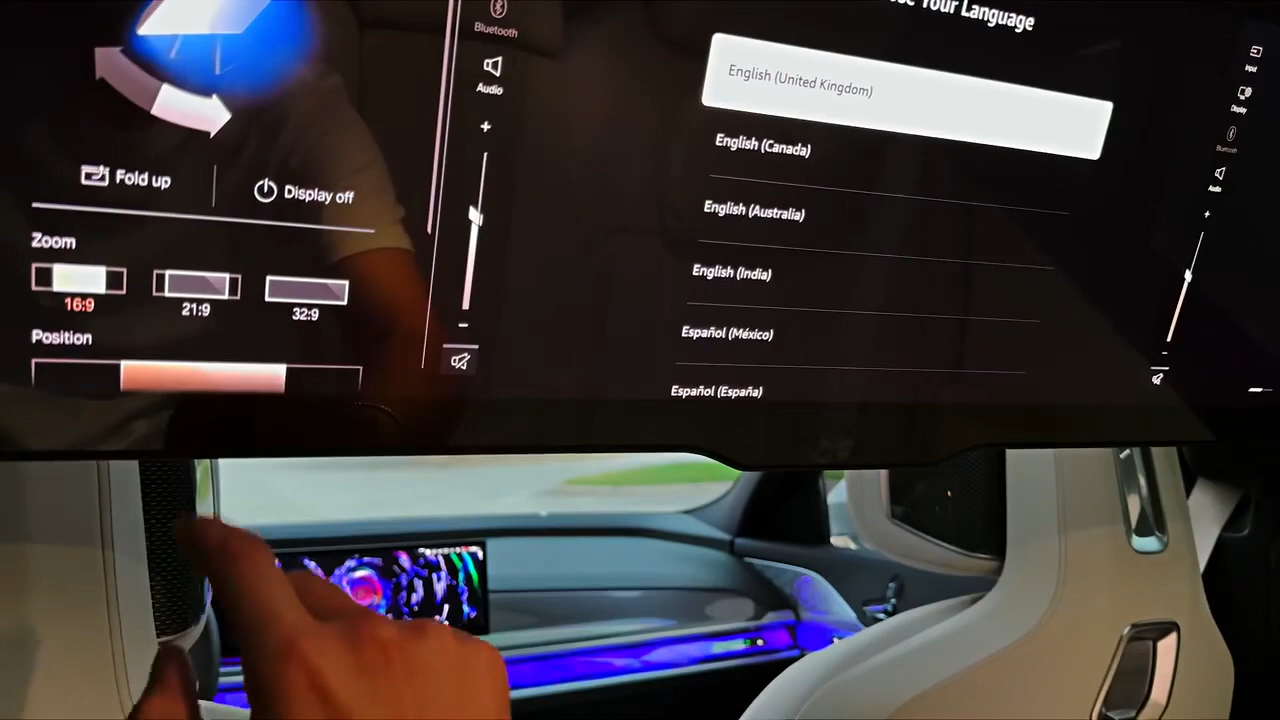 Bluetooth
Audio
+
Fold up
Display off
Zoom
16:9
21:9
32:9
Position
Your Language
English (United Kingdom)
English (Canada)
English (Australia)
English (India)
Español (México)
Español (España)
Input
Display
Bluetooth
Audio
+